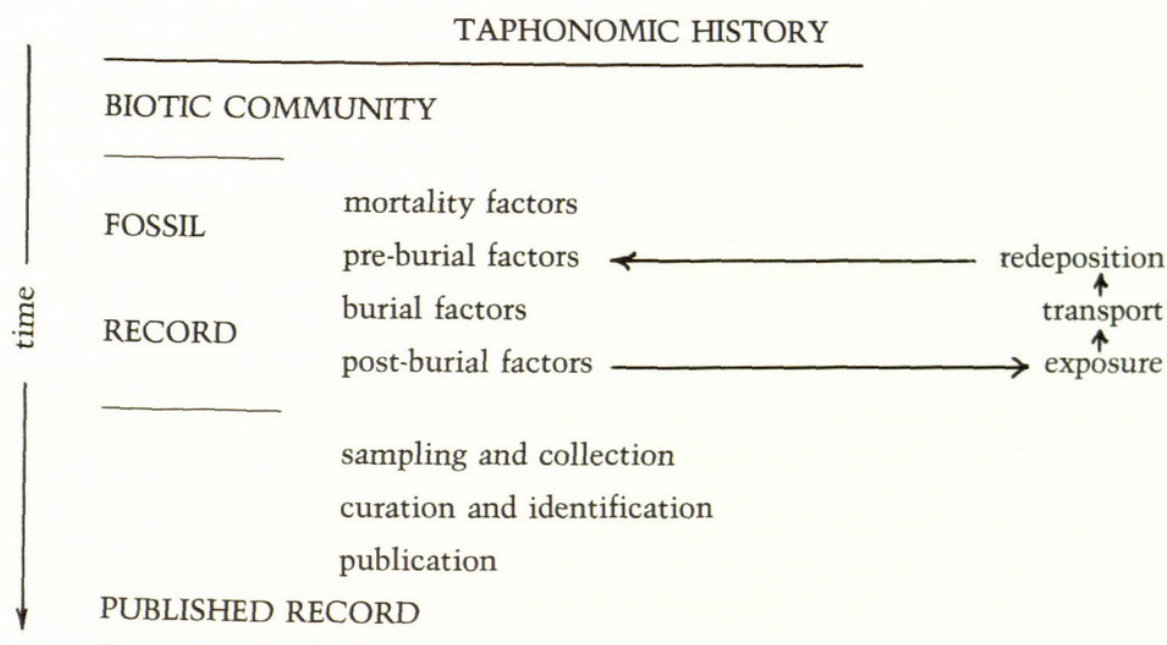 TAPHONOMIC HISTORY
BIOTIC COMMUNITY
mortality factors
FOSSIL
pre-burial factors
redeposition
burial factors
transport
RECORD
post-burial factors
exposure
time
sampling and collection
curation and identification
publication
PUBLISHED RECORD